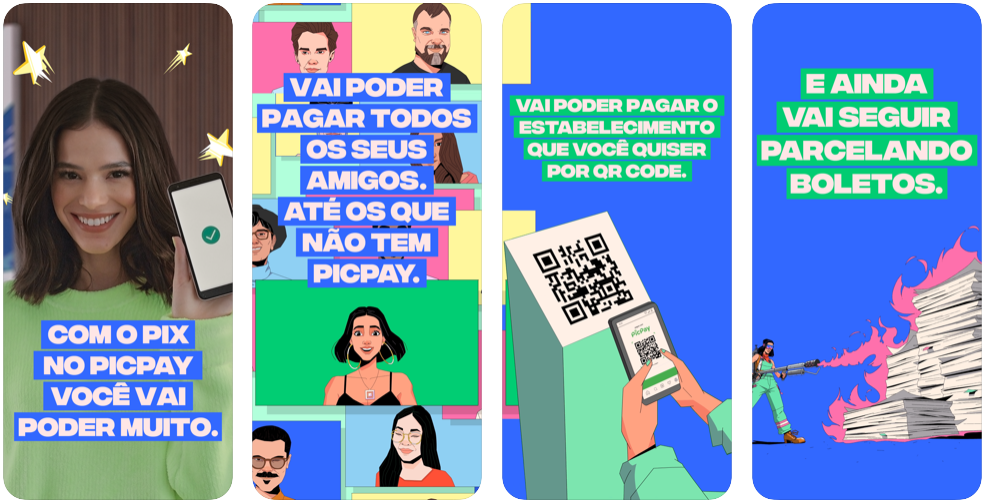 COM O PIX
NO PICPAY
VOCÊ VAI
PODER MUITO.
VAI PODER
PAGAR TODOS
OS SEUS
AMIGOS.
ATÉ OS QUE
NÃO TEM
PICPAY.
VAI PODER PAGAR O
ESTABELECIMENTO
QUE VOCÊ QUISER
POR QR CODE.
PicPay
E AINDA
VAI SEGUIR
PARCELANDO
BOLETOS.